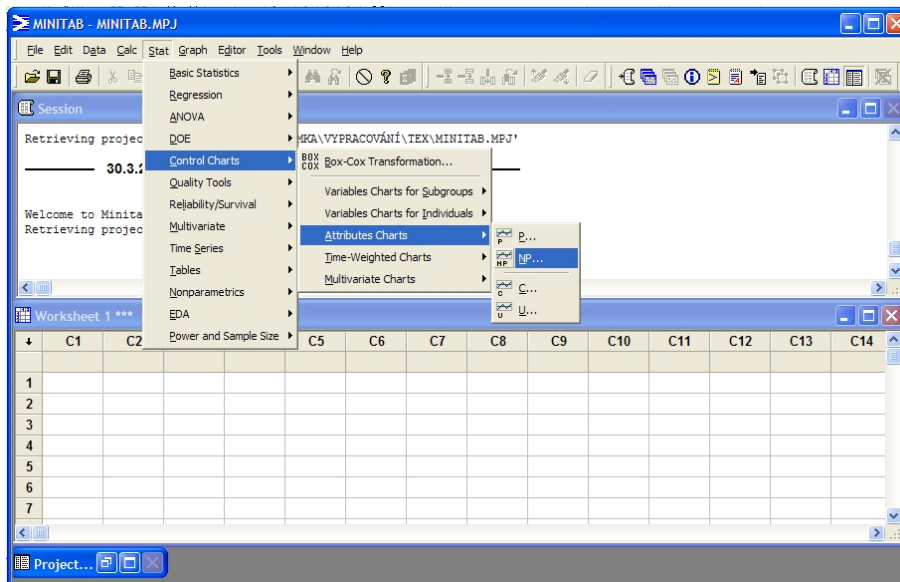 MINITAB - MINITAB.MPJ
File Edit Data Calc Stat Graph Editor Tools Window Help
Session
Retrieving projec
MKA\VYPRACOVÁNÍ\TEX\MINITAB.MPJ'
30.3.2
Welcome to Minita
Retrieving projec
Basic Statistics
Regression
ANOVA
DOE
Control Charts
Quality Tools
Reliability/Survival
Multivariate
Time Series
Tables
Nonparametrics
EDA
Power and Sample Size
BOX COX Box-Cox Transformation...
Variables Charts for Subgroups
Variables Charts for Individuals
Attributes Charts
Time-Weighted Charts
Multivariate Charts
P P...
NP NP...
C C...
U U...
Worksheet 1 ***
C1 C2 C5 C6 C7 C8 C9 C10 C11 C12 C13 C14
1
2
3
4
5
6
7
Project...